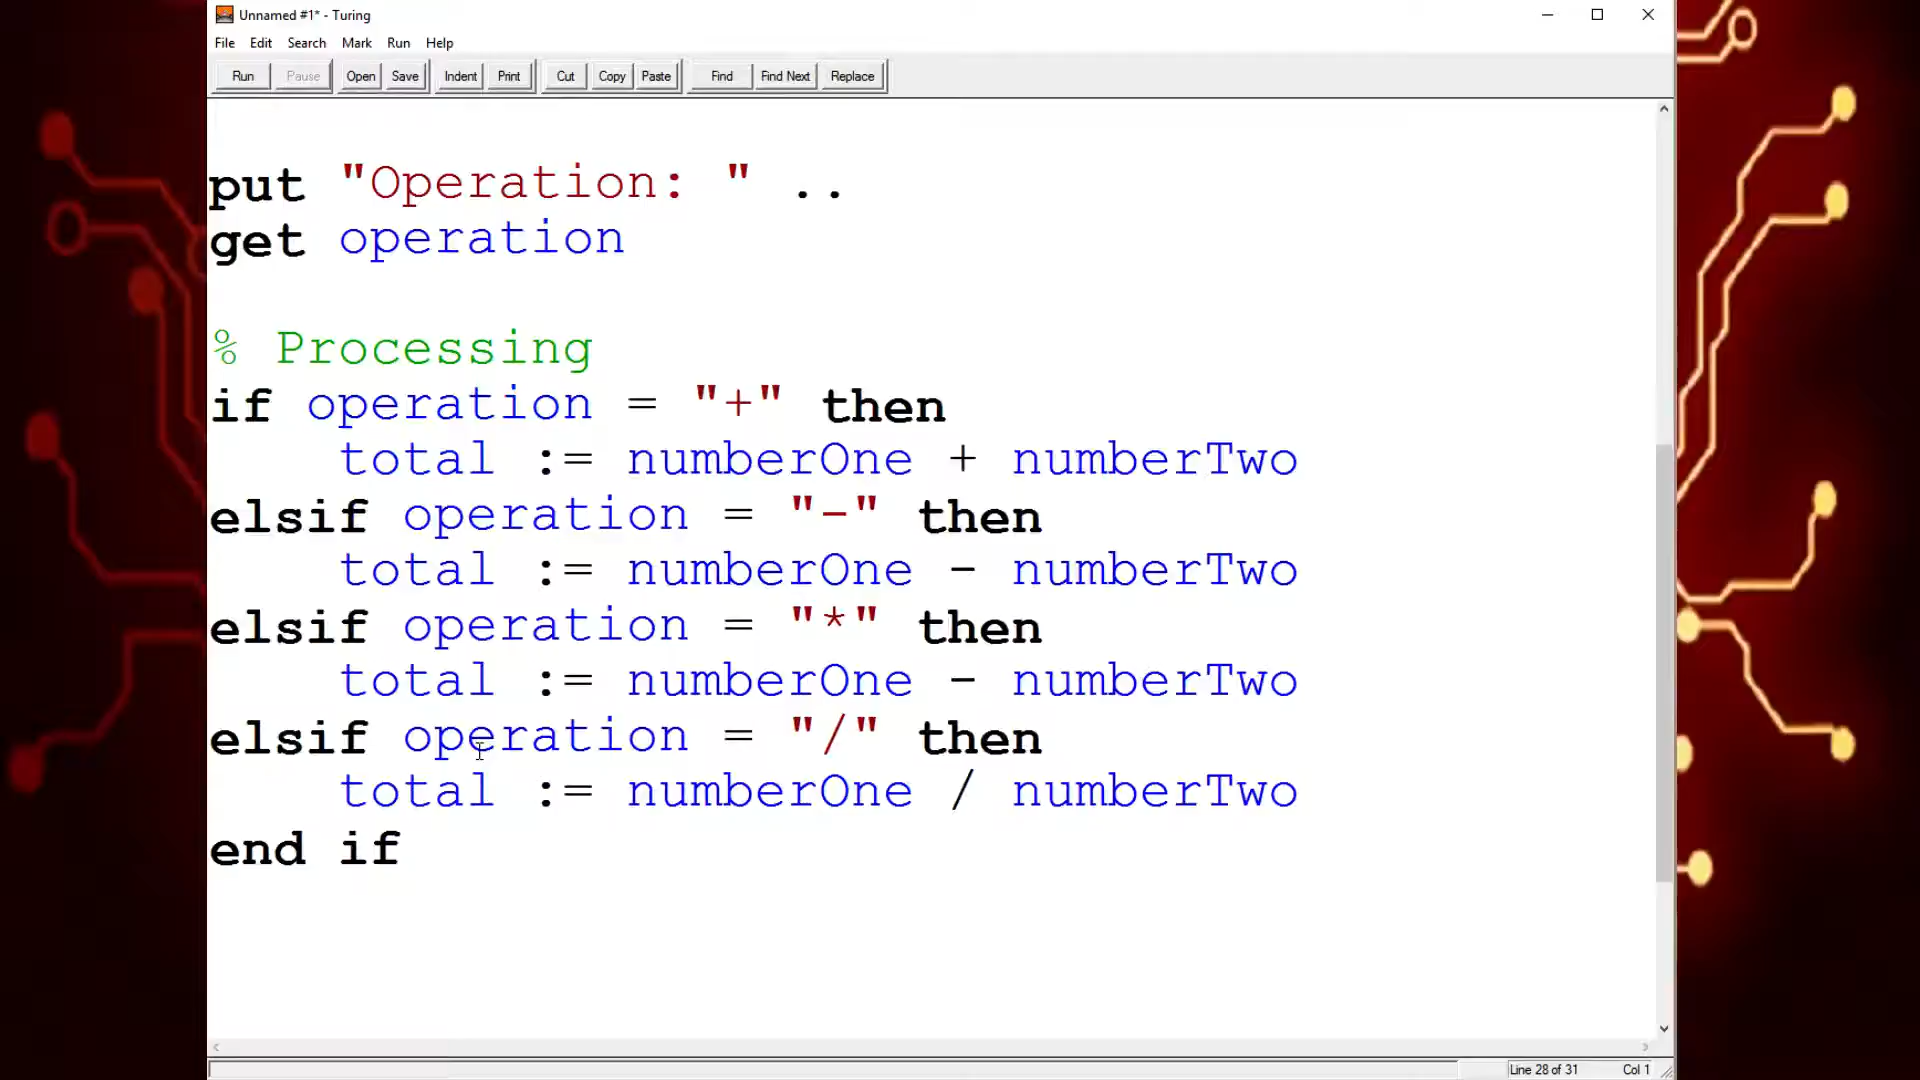 Unnamed #1* - Turing
File Edit Search Mark Run Help
Run Pause Open Save Indent Print Cut Copy Paste Find Find Next Replace
put "Operation: " ..
get operation
% Processing
if operation = "+" then
total := numberOne + numberTwo
elsif operation = "-" then
total := numberOne - numberTwo
elsif operation = "*" then
total := numberOne - numberTwo
elsif operation = "/" then
total := numberOne / numberTwo
end if
Line 28 of 31 Col 1